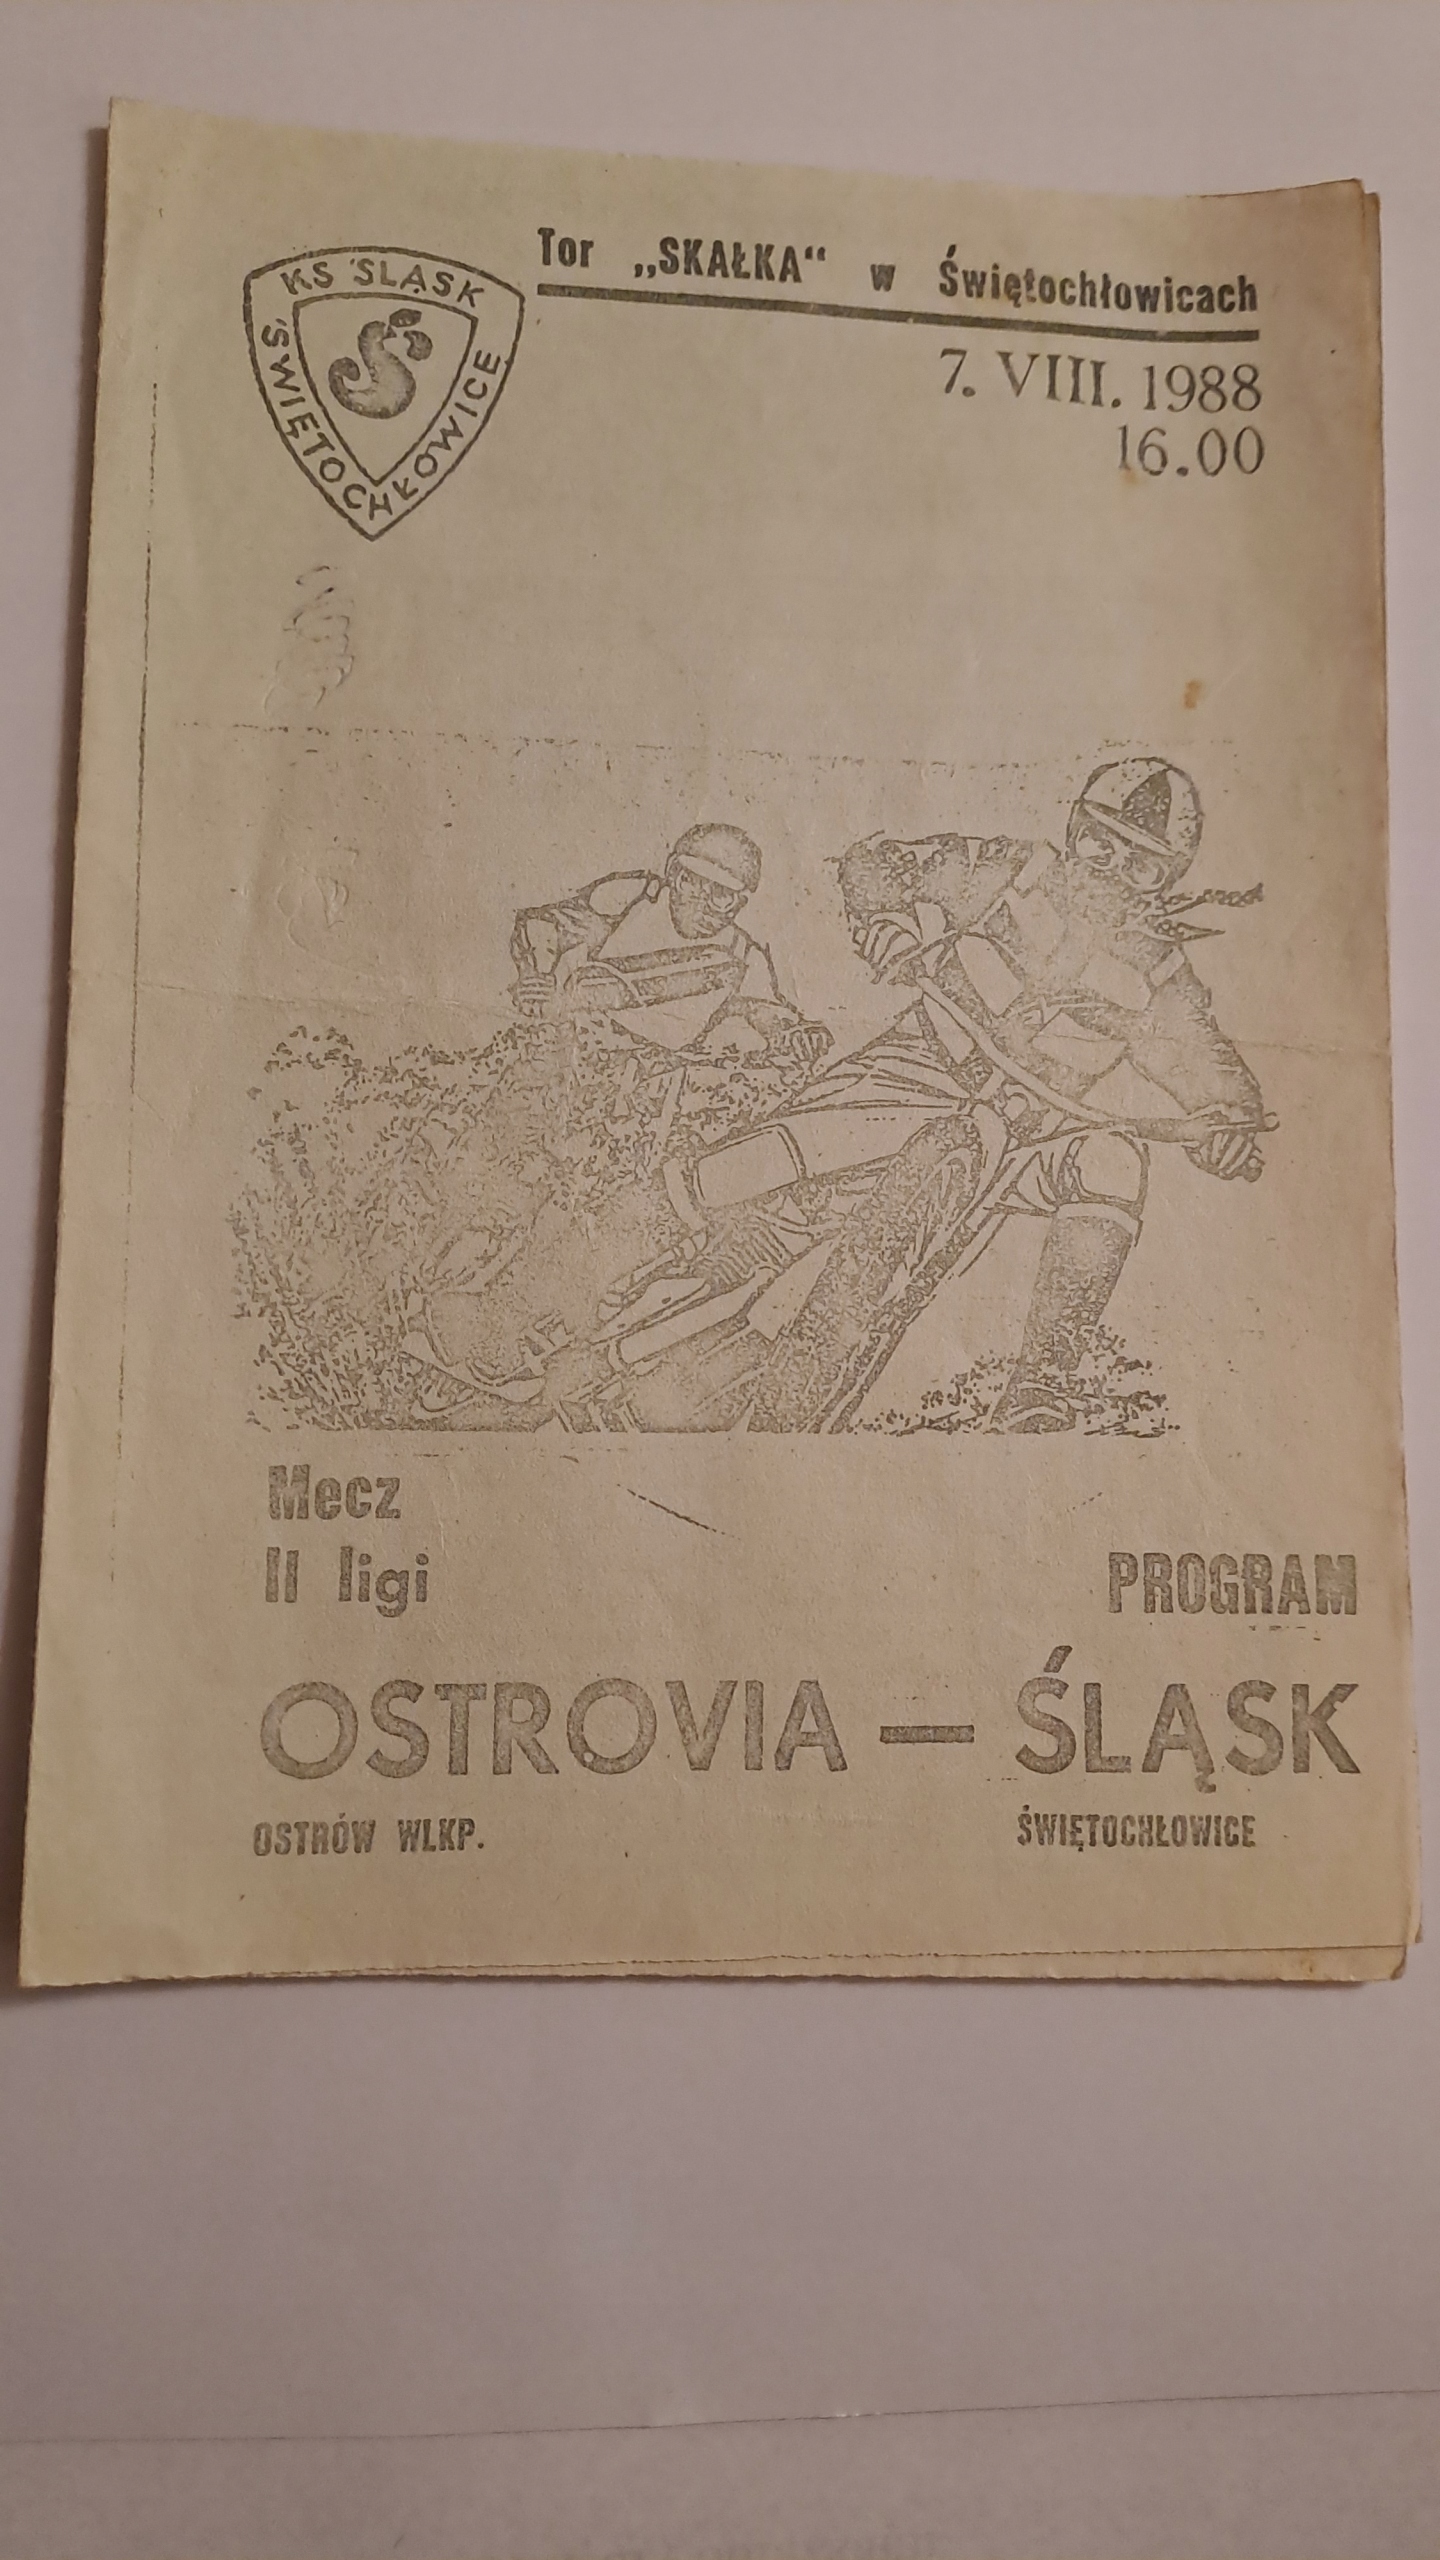 KS ŚLĄSK
ŚWIĘTOCHŁOWICE
Tor „SKAŁKA“ w Świętochłowicach
7. VIII. 1988
16.00
Mecz
II ligi
PROGRAM
OSTROVIA — ŚLĄSK
OSTRÓW WLKP. ŚWIĘTOCHŁOWICE